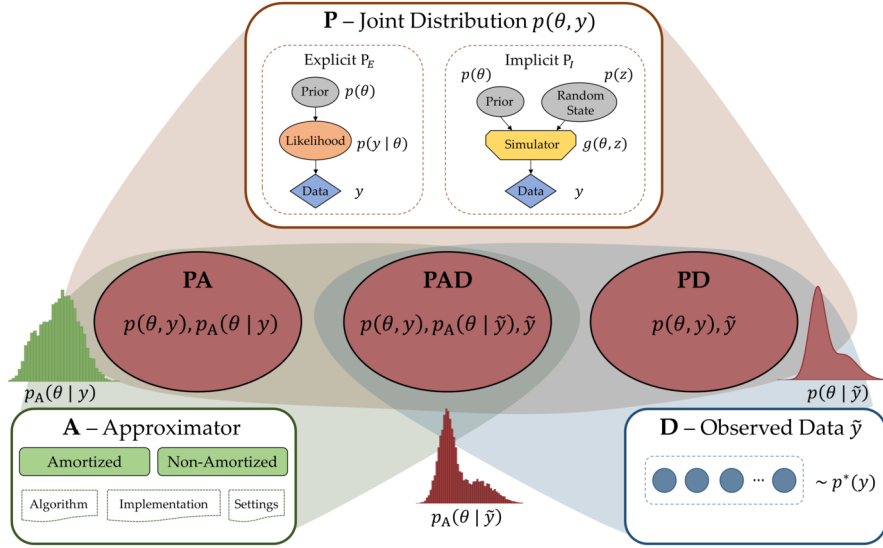 P – Joint Distribution p(θ, y)
Explicit P_E
Prior
p(θ)
Likelihood
p(y | θ)
Data
y
Implicit P_I
p(θ)
p(z)
Prior
Random
State
Simulator
g(θ, z)
Data
y
PA
p(θ, y), p_A(θ | y)
PAD
p(θ, y), p_A(θ | ỹ), ỹ
PD
p(θ, y), ỹ
p_A(θ | y)
p(θ | ỹ)
A – Approximator
Amortized
Non-Amortized
Algorithm
Implementation
Settings
p_A(θ | ỹ)
D – Observed Data ỹ
... ~ p*(y)